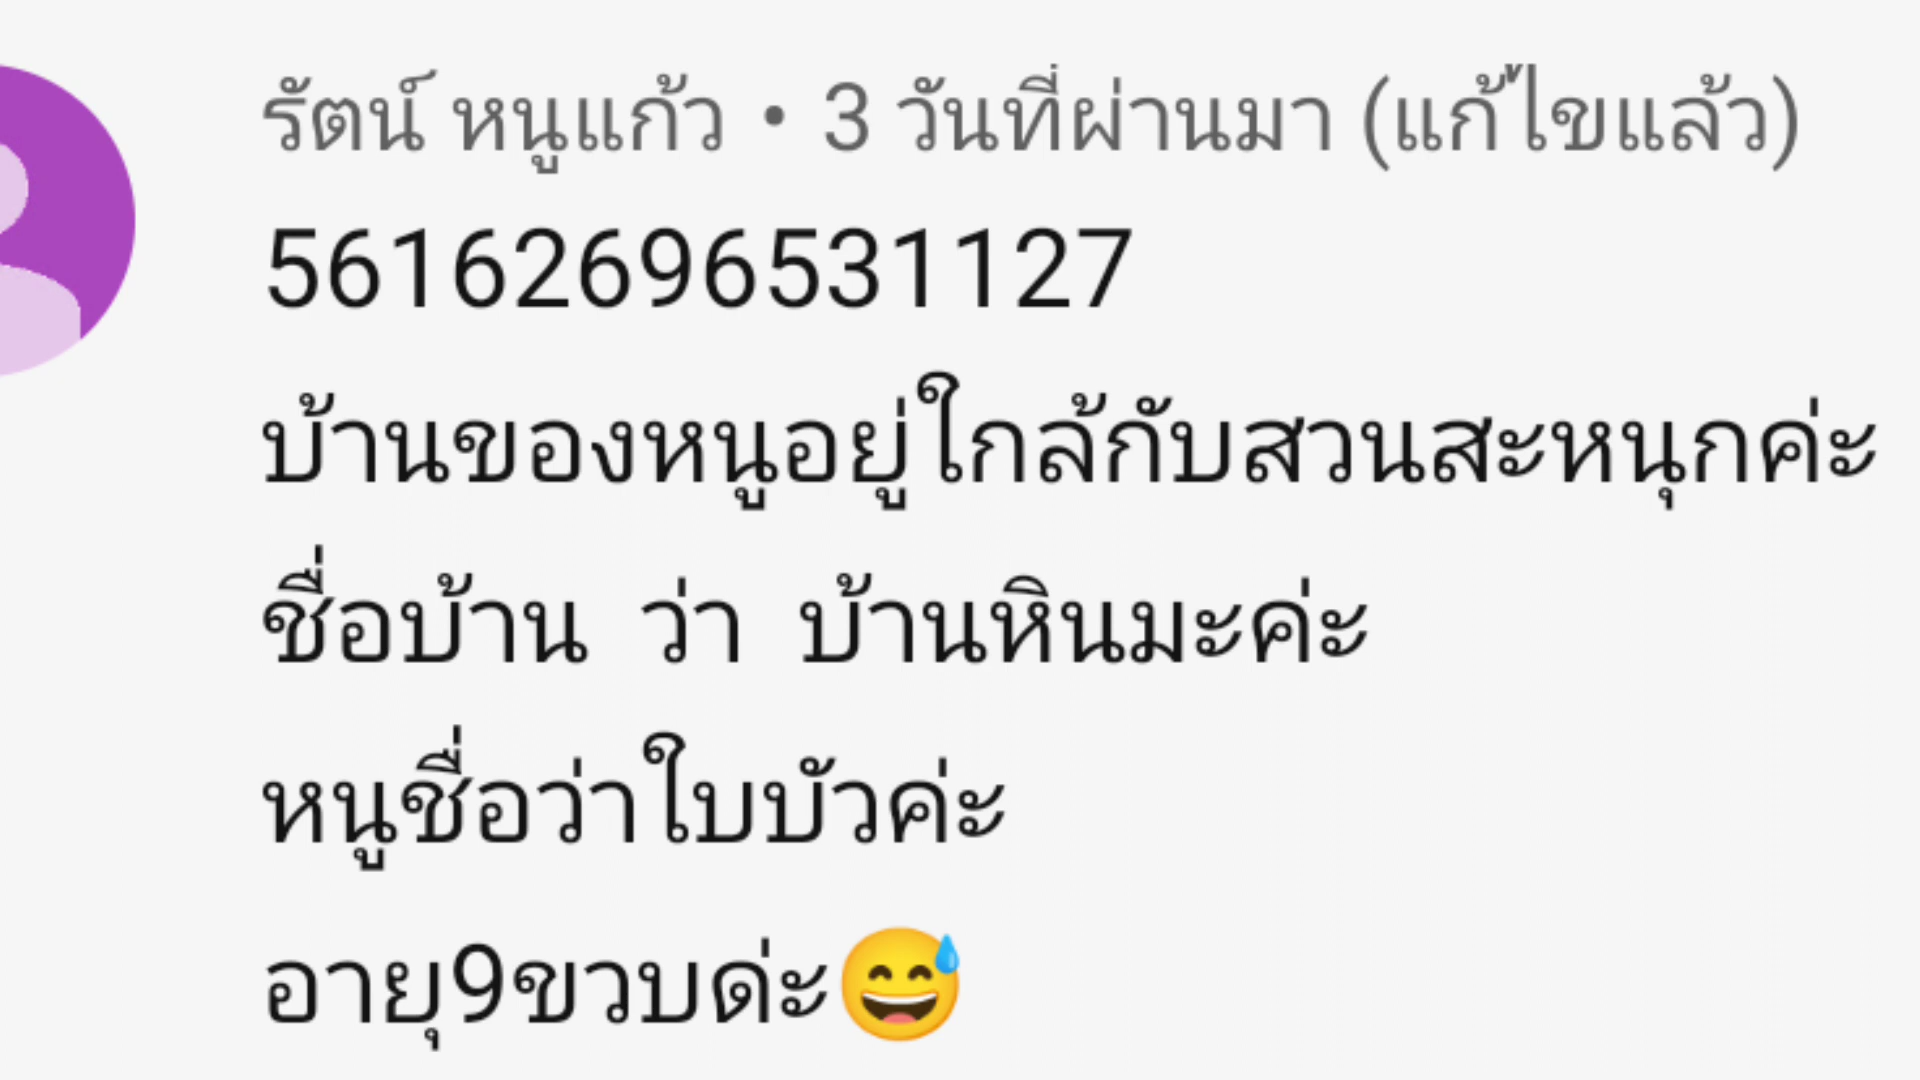 รัตน์ หนูแก้ว • 3 วันที่ผ่านมา (แก้ไขแล้ว)
56162696531127
บ้านของหนูอยู่ใกล้กับสวนสะหนุกค่ะ
ชื่อบ้าน ว่า บ้านหินมะค่ะ
หนูชื่อว่าใบบัวค่ะ
อายุ9ขวบด่ะ😅